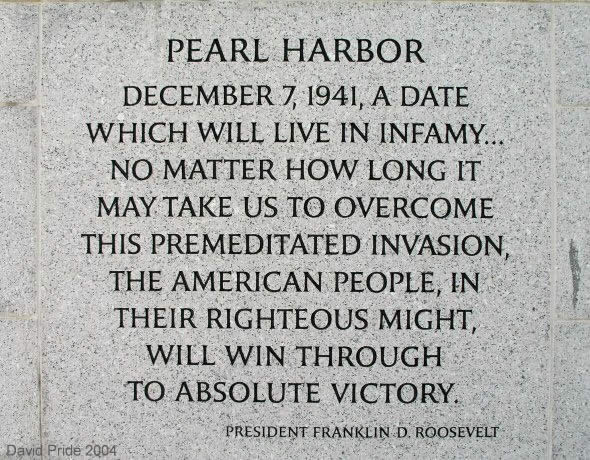 PEARL HARBOR
DECEMBER 7, 1941, A DATE
WHICH WILL LIVE IN INFAMY...
NO MATTER HOW LONG IT
MAY TAKE US TO OVERCOME
THIS PREMEDITATED INVASION,
THE AMERICAN PEOPLE, IN
THEIR RIGHTEOUS MIGHT,
WILL WIN THROUGH
TO ABSOLUTE VICTORY.
PRESIDENT FRANKLIN D. ROOSEVELT
David Pride 2004